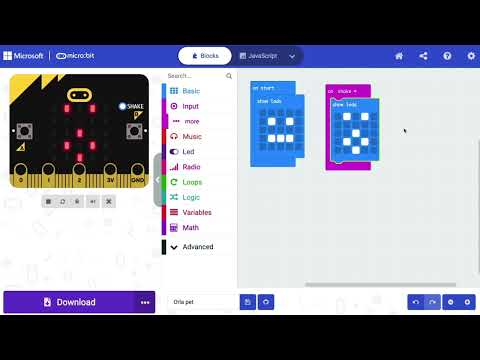 Microsoft
micro:bit
Blocks
JavaScript
Search...
Basic
Input
more
Music
Led
Radio
Loops
Logic
Variables
Math
Advanced
SHAKE
B
A
0 1 2 3V GND
on start
show leds
on shake
show leds
Download
Orla pet